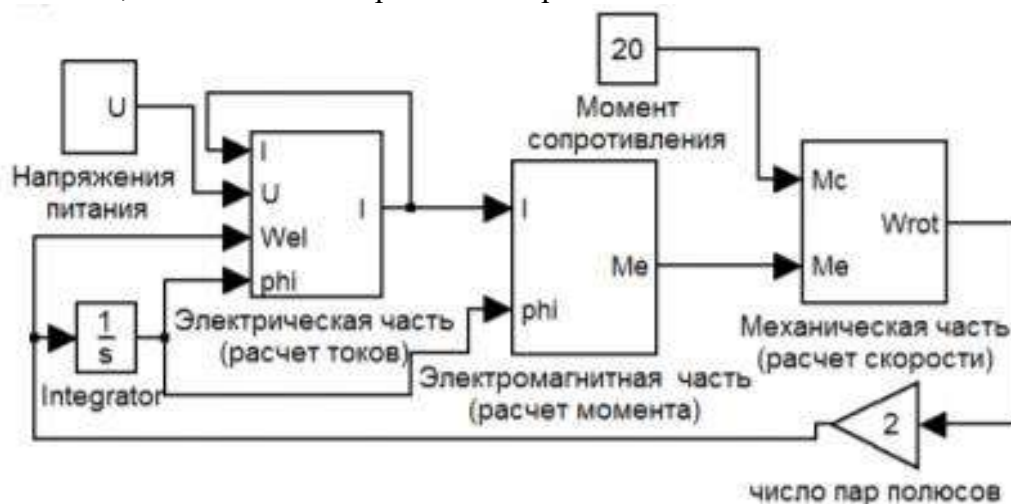 20
Момент
сопротивления
U
Напряжения
питания
I
U
Wel
phi
I
Электрическая часть
(расчет токов)
I
phi
Me
Электромагнитная часть
(расчет момента)
Mc
Me
Wrot
Механическая часть
(расчет скорости)
1
s
Integrator
2
число пар полюсов